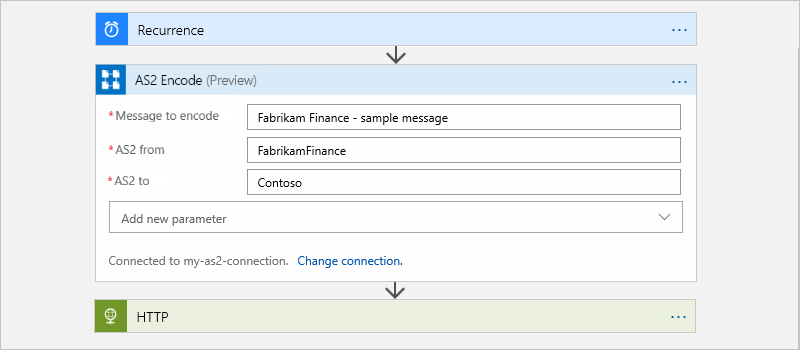 Recurrence ...
AS2 Encode (Preview) ...
* Message to encode Fabrikam Finance - sample message
* AS2 from FabrikamFinance
* AS2 to Contoso
Add new parameter
Connected to my-as2-connection. Change connection.
HTTP ...